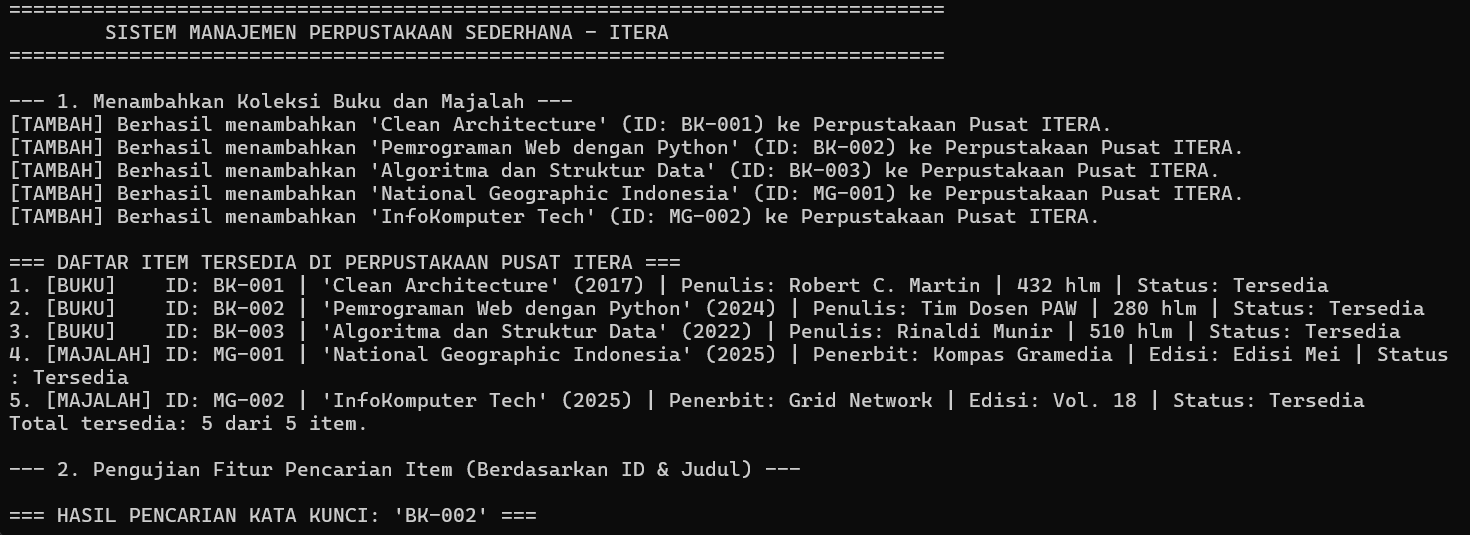 ==============================================================================
        SISTEM MANAJEMEN PERPUSTAKAAN SEDERHANA - ITERA
==============================================================================

--- 1. Menambahkan Koleksi Buku dan Majalah ---
[TAMBAH] Berhasil menambahkan 'Clean Architecture' (ID: BK-001) ke Perpustakaan Pusat ITERA.
[TAMBAH] Berhasil menambahkan 'Pemrograman Web dengan Python' (ID: BK-002) ke Perpustakaan Pusat ITERA.
[TAMBAH] Berhasil menambahkan 'Algoritma dan Struktur Data' (ID: BK-003) ke Perpustakaan Pusat ITERA.
[TAMBAH] Berhasil menambahkan 'National Geographic Indonesia' (ID: MG-001) ke Perpustakaan Pusat ITERA.
[TAMBAH] Berhasil menambahkan 'InfoKomputer Tech' (ID: MG-002) ke Perpustakaan Pusat ITERA.

=== DAFTAR ITEM TERSEDIA DI PERPUSTAKAAN PUSAT ITERA ===
1. [BUKU]    ID: BK-001 | 'Clean Architecture' (2017) | Penulis: Robert C. Martin | 432 hlm | Status: Tersedia
2. [BUKU]    ID: BK-002 | 'Pemrograman Web dengan Python' (2024) | Penulis: Tim Dosen PAW | 280 hlm | Status: Tersedia
3. [BUKU]    ID: BK-003 | 'Algoritma dan Struktur Data' (2022) | Penulis: Rinaldi Munir | 510 hlm | Status: Tersedia
4. [MAJALAH] ID: MG-001 | 'National Geographic Indonesia' (2025) | Penerbit: Kompas Gramedia | Edisi: Edisi Mei | Status
: Tersedia
5. [MAJALAH] ID: MG-002 | 'InfoKomputer Tech' (2025) | Penerbit: Grid Network | Edisi: Vol. 18 | Status: Tersedia
Total tersedia: 5 dari 5 item.

--- 2. Pengujian Fitur Pencarian Item (Berdasarkan ID & Judul) ---

=== HASIL PENCARIAN KATA KUNCI: 'BK-002' ===